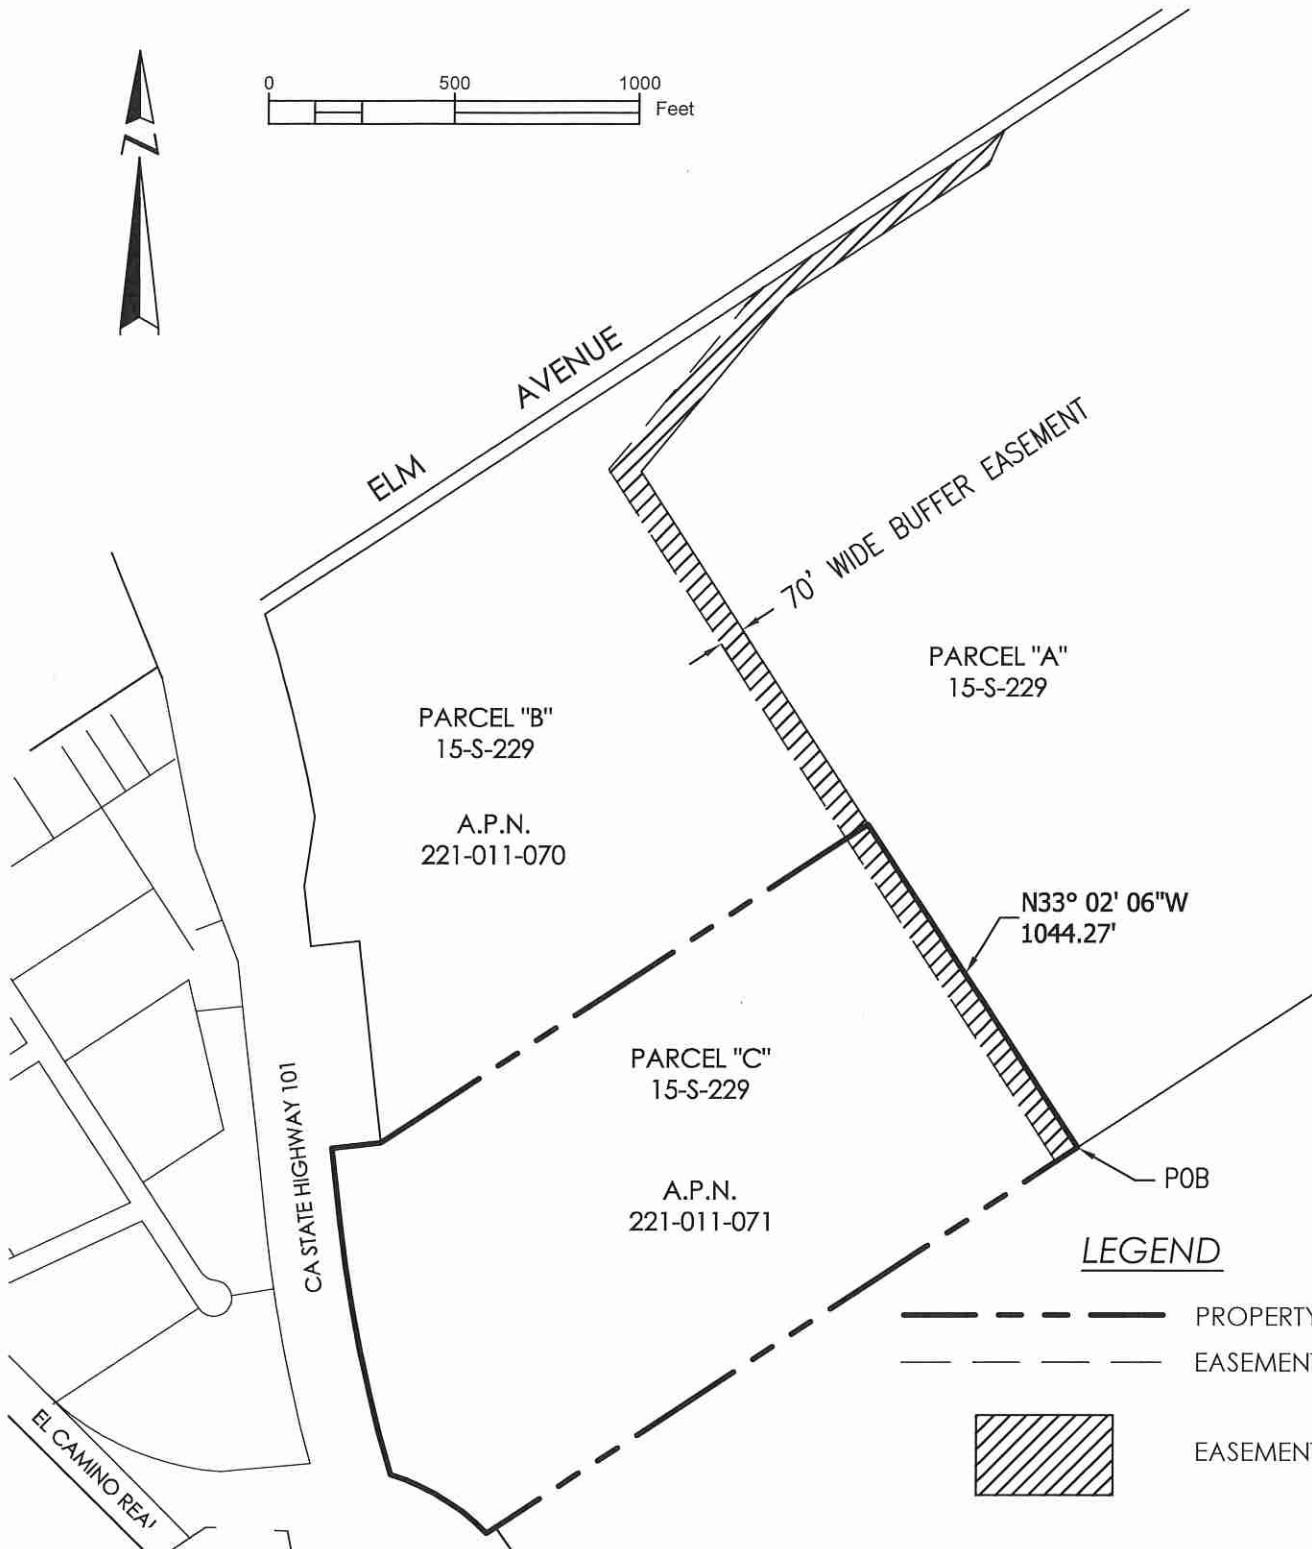 0 500 1000
Feet
N
ELM AVENUE
70' WIDE BUFFER EASEMENT
PARCEL "A"
15-S-229
PARCEL "B"
15-S-229
A.P.N.
221-011-070
N33° 02' 06"W
1044.27'
PARCEL "C"
15-S-229
CA STATE HIGHWAY 101
A.P.N.
221-011-071
POB
LEGEND
PROPERTY
EASEMENT
EASEMENT
EL CAMINO REA